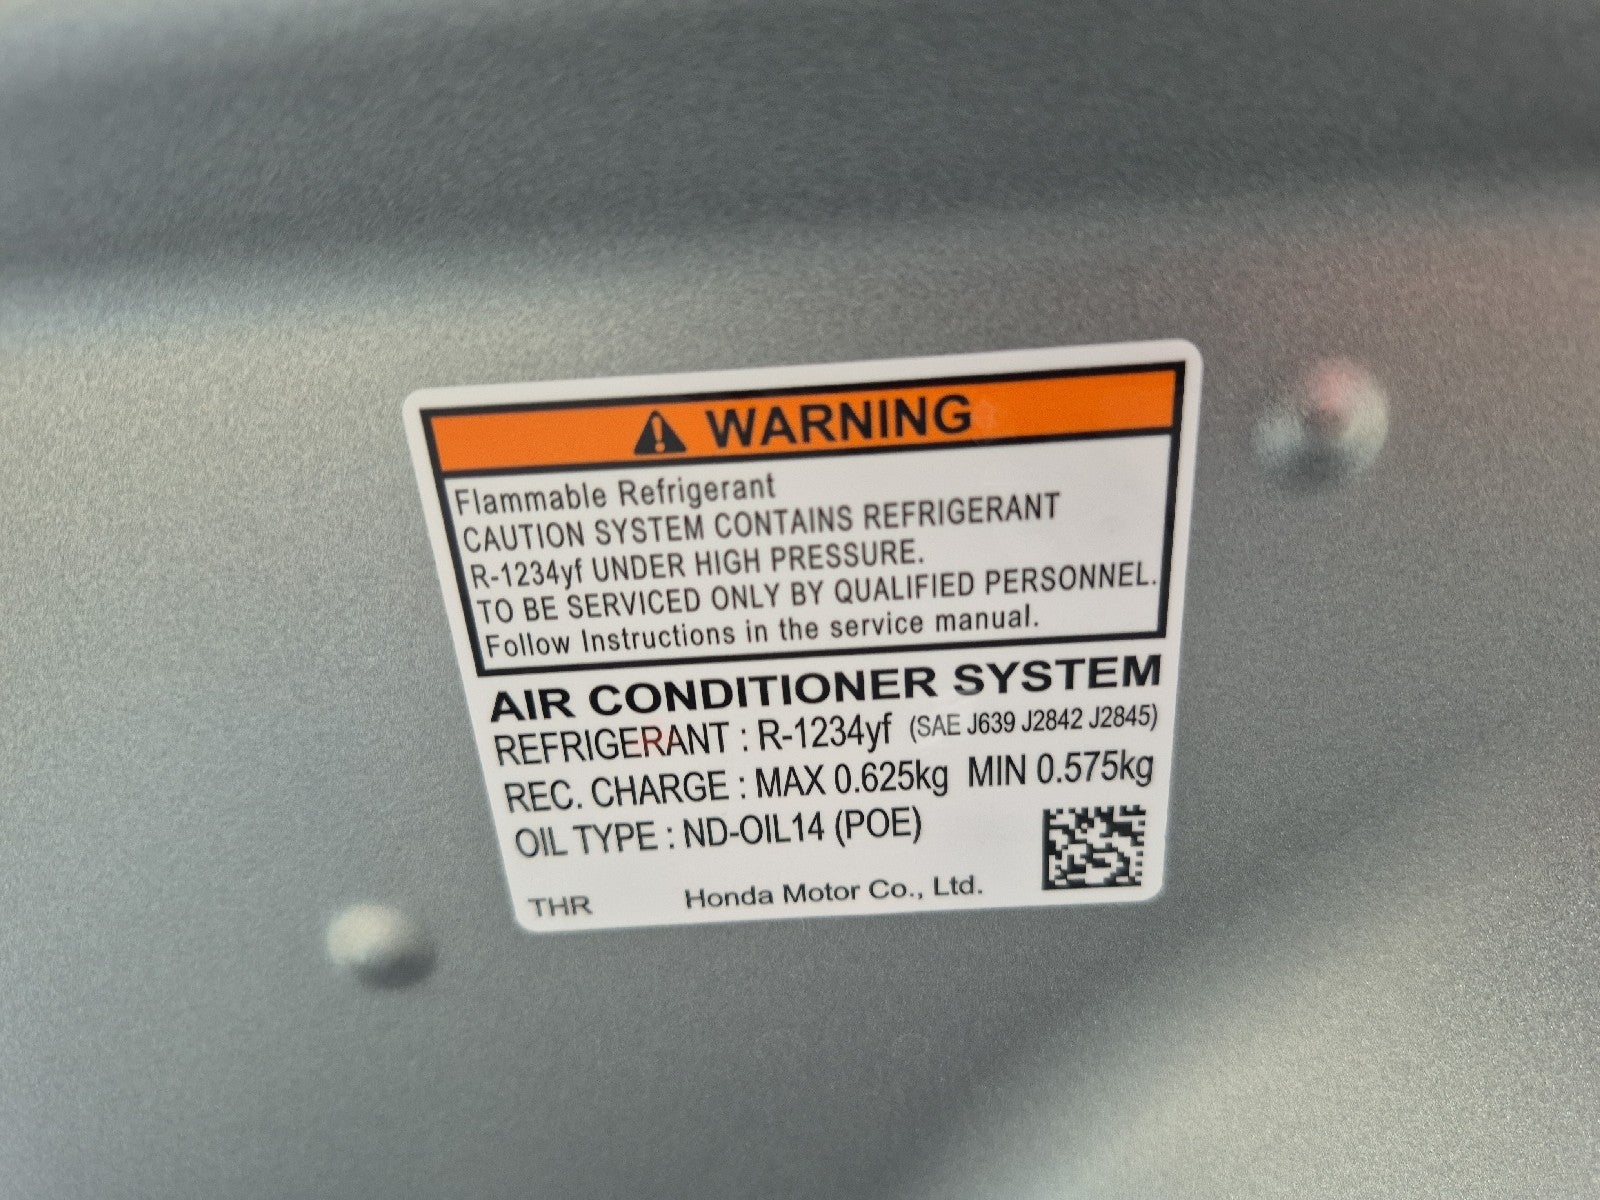 WARNING
Flammable Refrigerant
CAUTION SYSTEM CONTAINS REFRIGERANT
R-1234yf UNDER HIGH PRESSURE.
TO BE SERVICED ONLY BY QUALIFIED PERSONNEL.
Follow Instructions in the service manual.
AIR CONDITIONER SYSTEM
REFRIGERANT : R-1234yf (SAE J639 J2842 J2845)
REC. CHARGE : MAX 0.625kg MIN 0.575kg
OIL TYPE : ND-OIL14 (POE)
THR Honda Motor Co., Ltd.